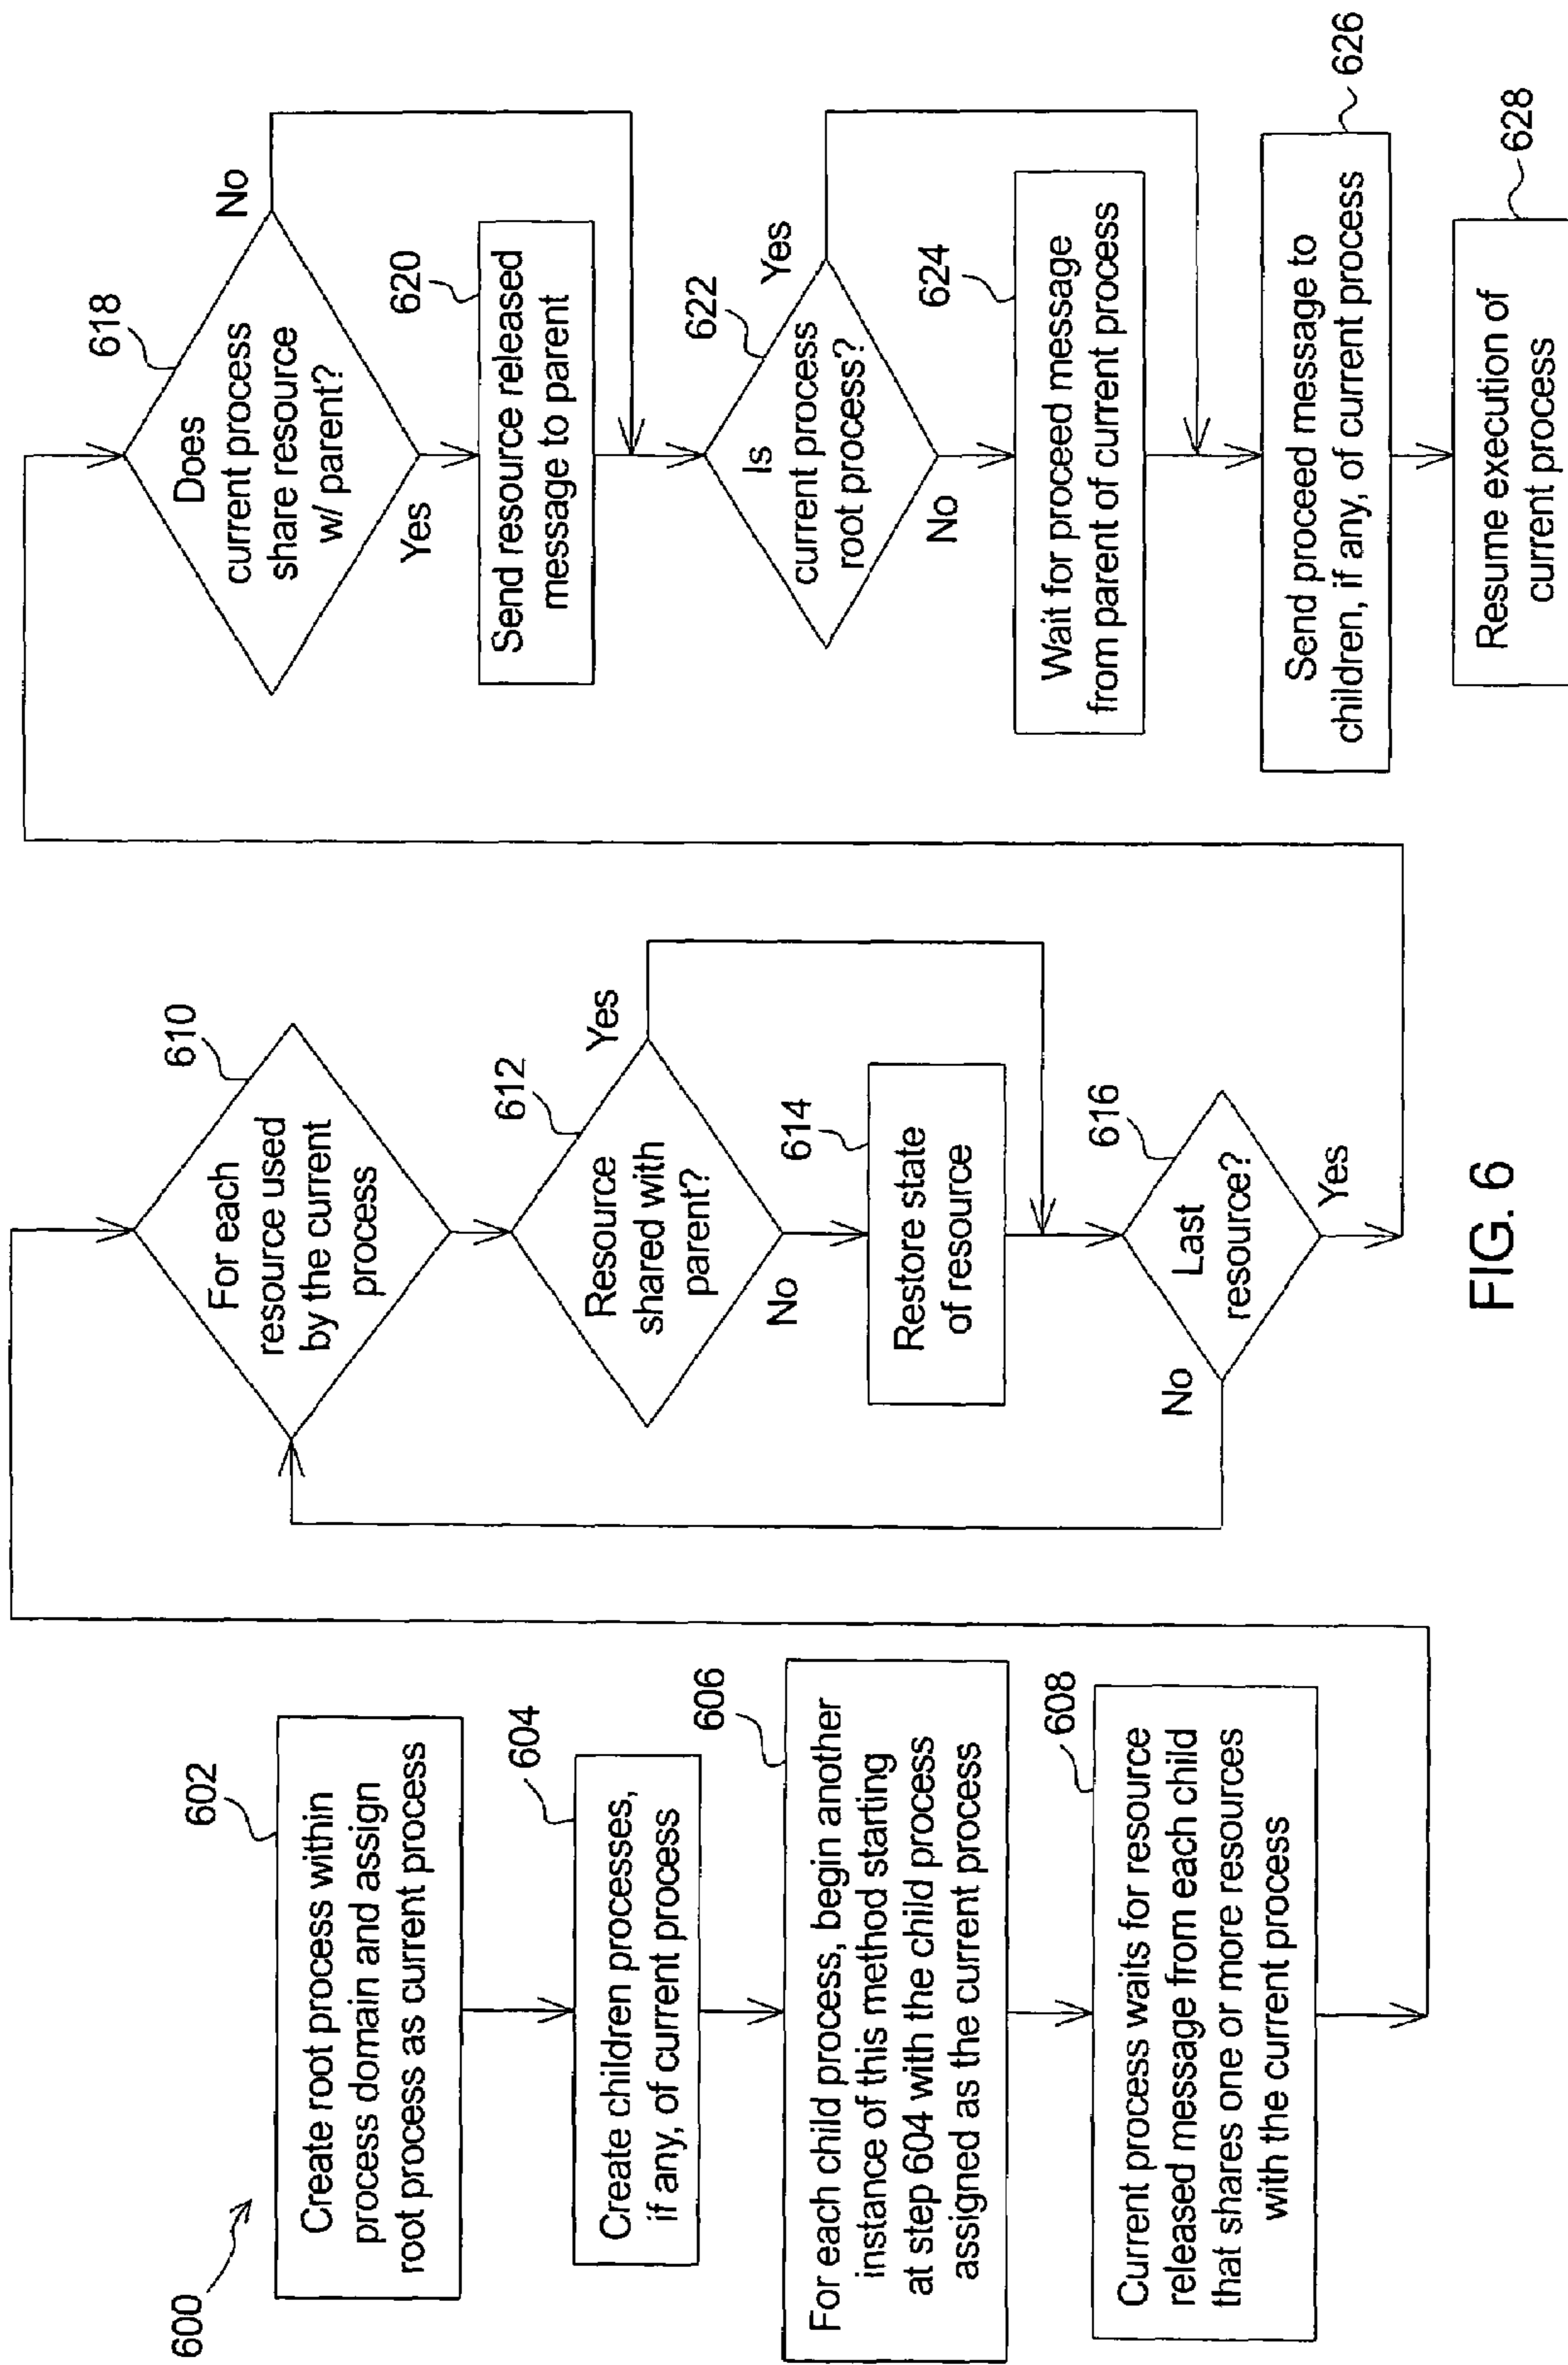 600
602
Create root process within
process domain and assign
root process as current process
604
Create children processes,
if any, of current process
606
For each child process, begin another
instance of this method starting
at step 604 with the child process
assigned as the current process
608
Current process waits for resource
released message from each child
that shares one or more resources
with the current process
610
For each
resource used
by the current
process
612
Resource
shared with
parent?
Yes
No
614
Restore state
of resource
616
Last
resource?
No
Yes
618
Does
current process
share resource
w/ parent?
No
Yes
620
Send resource released
message to parent
622
Is
current process
root process?
Yes
No
624
Wait for proceed message
from parent of current process
626
Send proceed message to
children, if any, of current process
628
Resume execution of
current process
FIG. 6